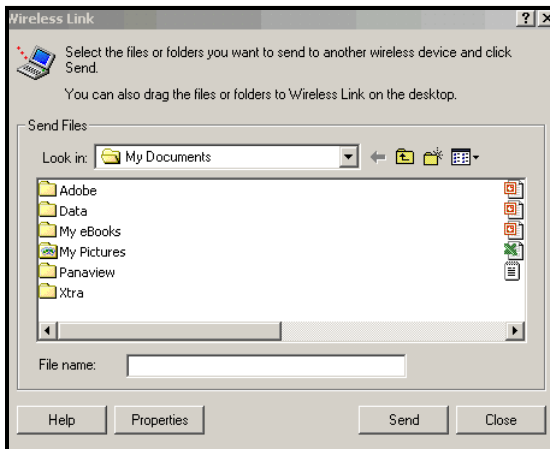 Wireless Link
Select the files or folders you want to send to another wireless device and click
Send.
You can also drag the files or folders to Wireless Link on the desktop.
Send Files
Look in: My Documents
Adobe
Data
My eBooks
My Pictures
Panaview
Xtra
File name:
Help Properties Send Close